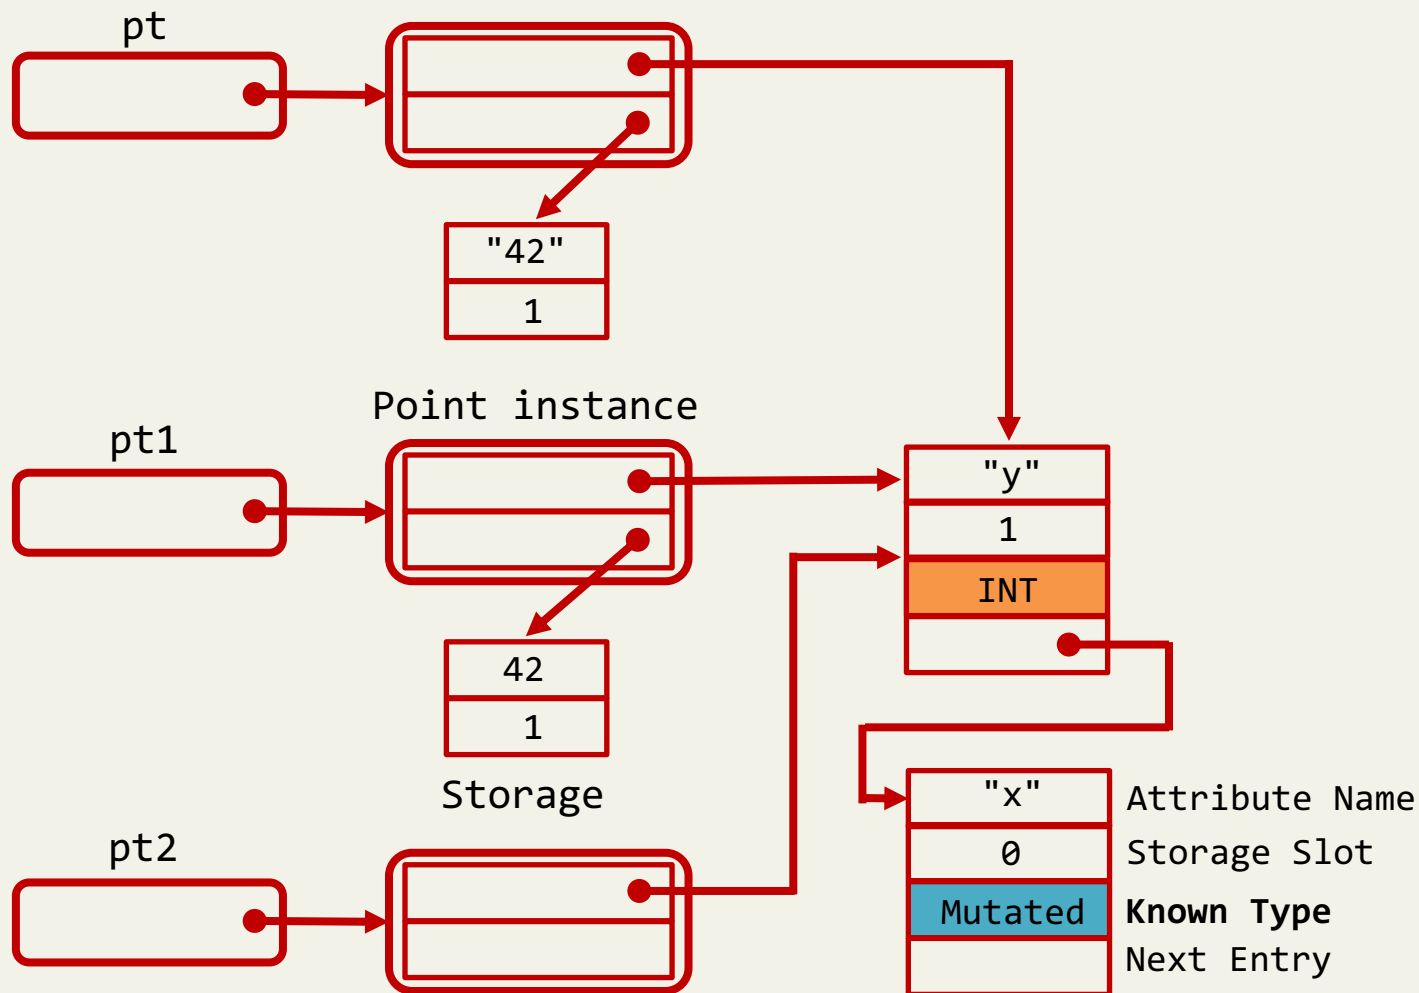 pt
"42"
1
Point instance
pt1
"y"
1
INT
42
1
Storage
"x" Attribute Name
0 Storage Slot
Mutated Known Type
Next Entry
pt2